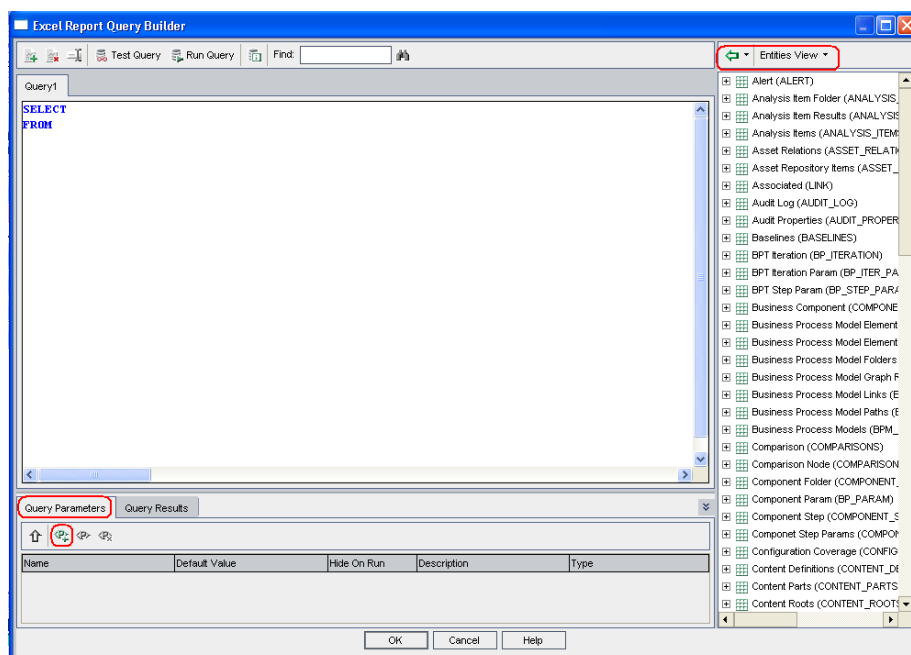 Excel Report Query Builder
Test Query Run Query Find:
Entities View
Query1
SELECT
FROM
Alert (ALERT)
Analysis Item Folder (ANALYSIS_
Analysis Item Results (ANALYSIS
Analysis Items (ANALYSIS_ITEM
Asset Relations (ASSET_RELATI
Asset Repository Items (ASSET_
Associated (LINK)
Audit Log (AUDIT_LOG)
Audit Properties (AUDIT_PROPER
Baselines (BASELINES)
BPT Iteration (BP_ITERATION)
BPT Iteration Param (BP_ITER_PA
BPT Step Param (BP_STEP_PARA
Business Component (COMPONE
Business Process Model Element
Business Process Model Element
Business Process Model Folders
Business Process Model Graph R
Business Process Model Links (B
Business Process Model Paths (B
Business Process Models (BPM_
Comparison (COMPARISONS)
Comparison Node (COMPARISON
Component Folder (COMPONENT_
Component Param (BP_PARAM)
Component Step (COMPONENT_S
Componet Step Params (COMPON
Configuration Coverage (CONFIG
Content Definitions (CONTENT_DE
Content Parts (CONTENT_PARTS
Content Roots (CONTENT_ROOTS
Query Parameters Query Results
Name Default Value Hide On Run Description Type
OK Cancel Help